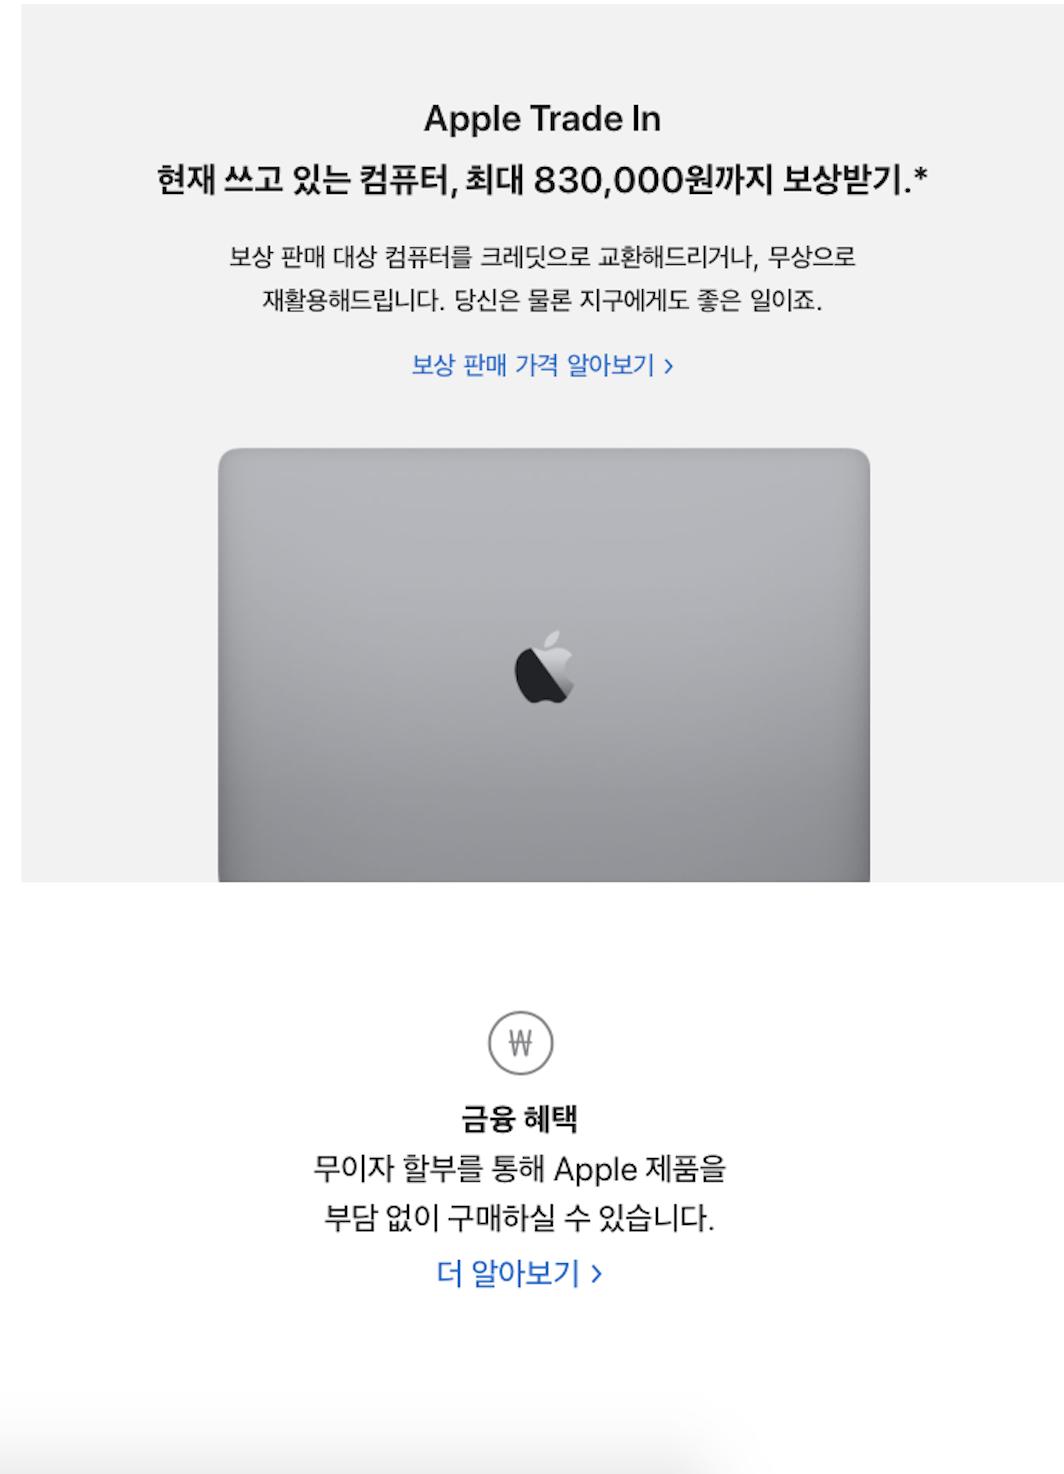 Apple Trade In
현재 쓰고 있는 컴퓨터, 최대 830,000원까지 보상받기.*
보상 판매 대상 컴퓨터를 크레딧으로 교환해드리거나, 무상으로
재활용해드립니다. 당신은 물론 지구에게도 좋은 일이죠.
보상 판매 가격 알아보기 >
₩
금융 혜택
무이자 할부를 통해 Apple 제품을
부담 없이 구매하실 수 있습니다.
더 알아보기 >